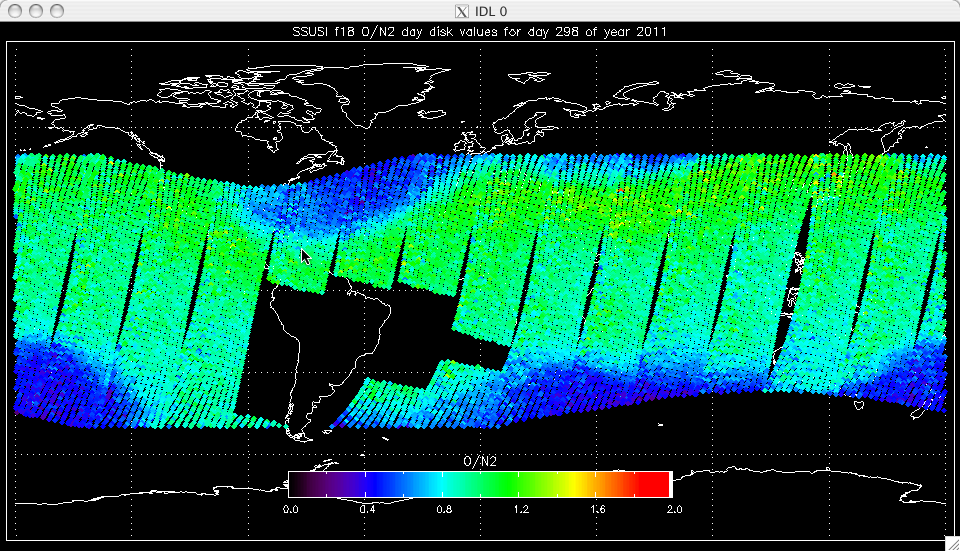 IDL 0
SSUSI f18 O/N2 day disk values for day 298 of year 2011
O/N2
0.0 0.4 0.8 1.2 1.6 2.0